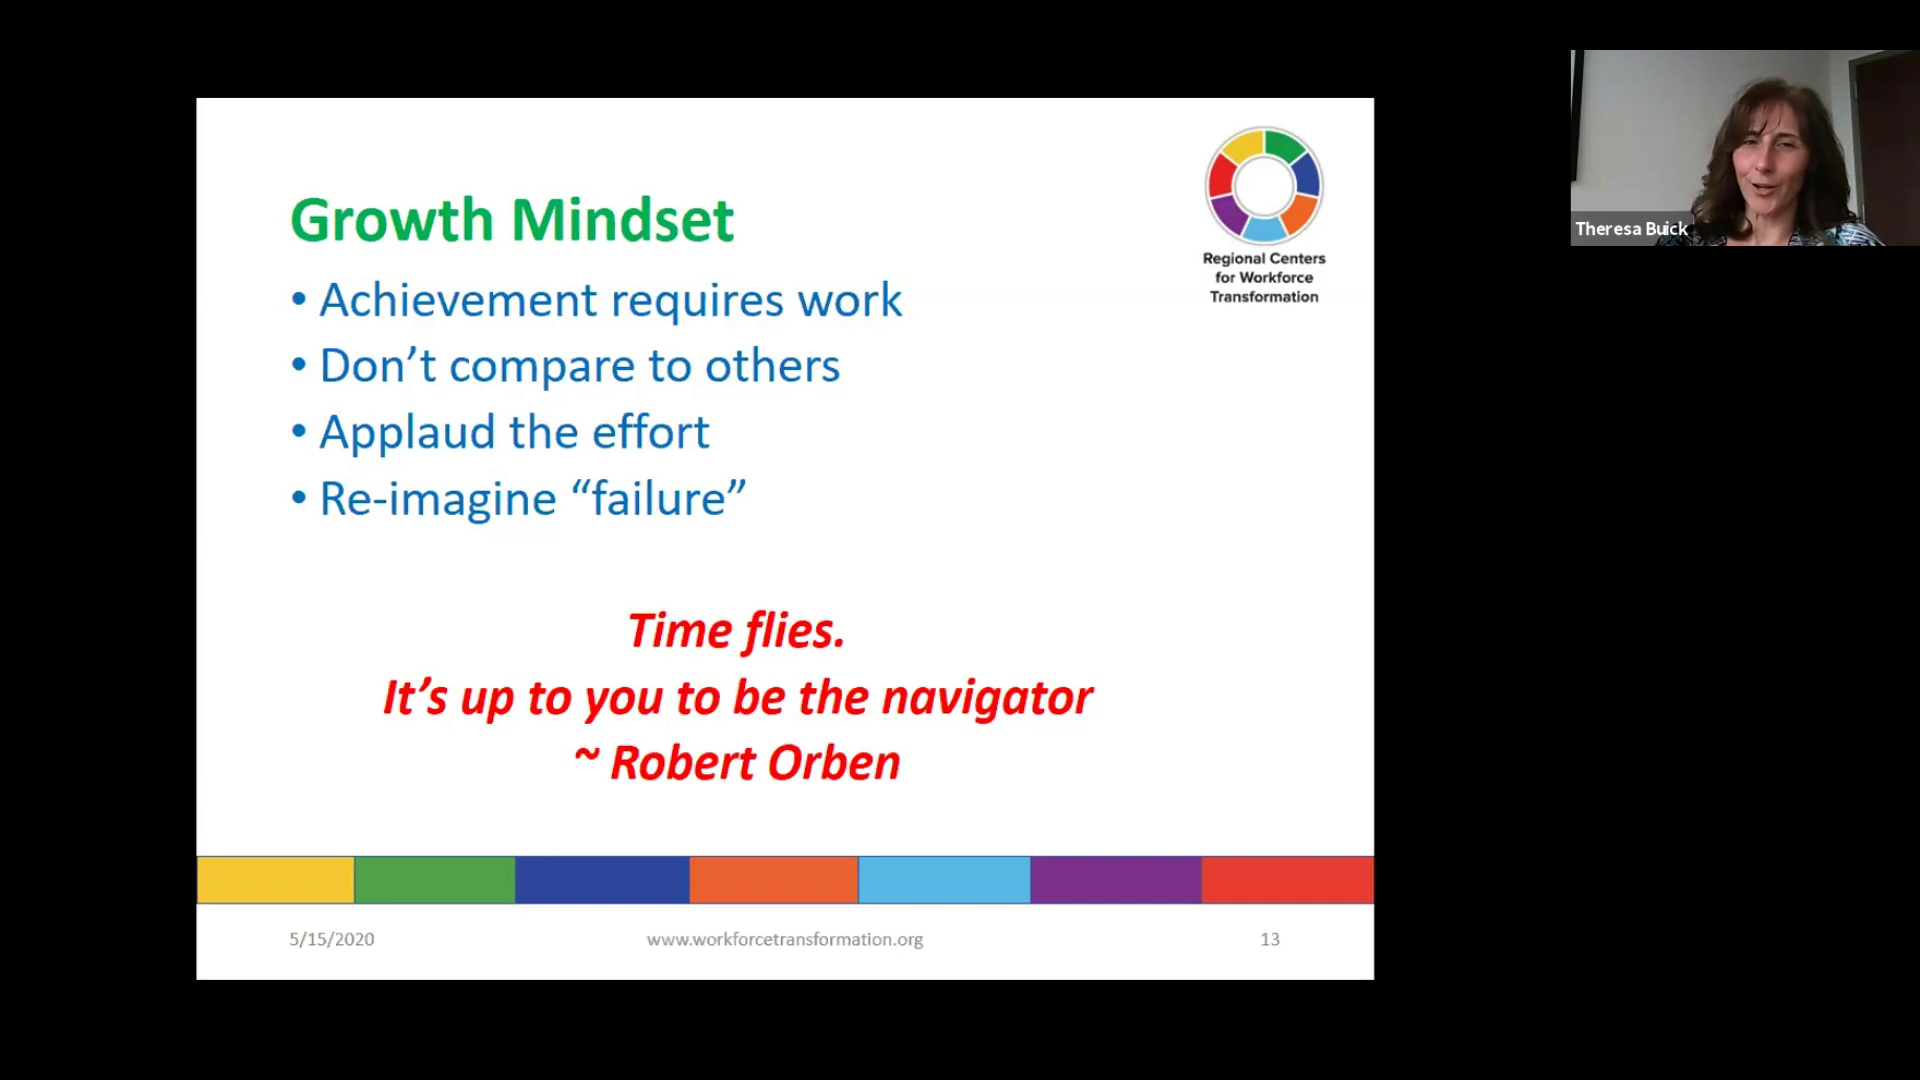 Growth Mindset
• Achievement requires work
• Don’t compare to others
• Applaud the effort
• Re-imagine “failure”
Time flies.
It’s up to you to be the navigator
~ Robert Orben
Regional Centers
for Workforce
Transformation
5/15/2020
www.workforcetransformation.org
13
Theresa Buick